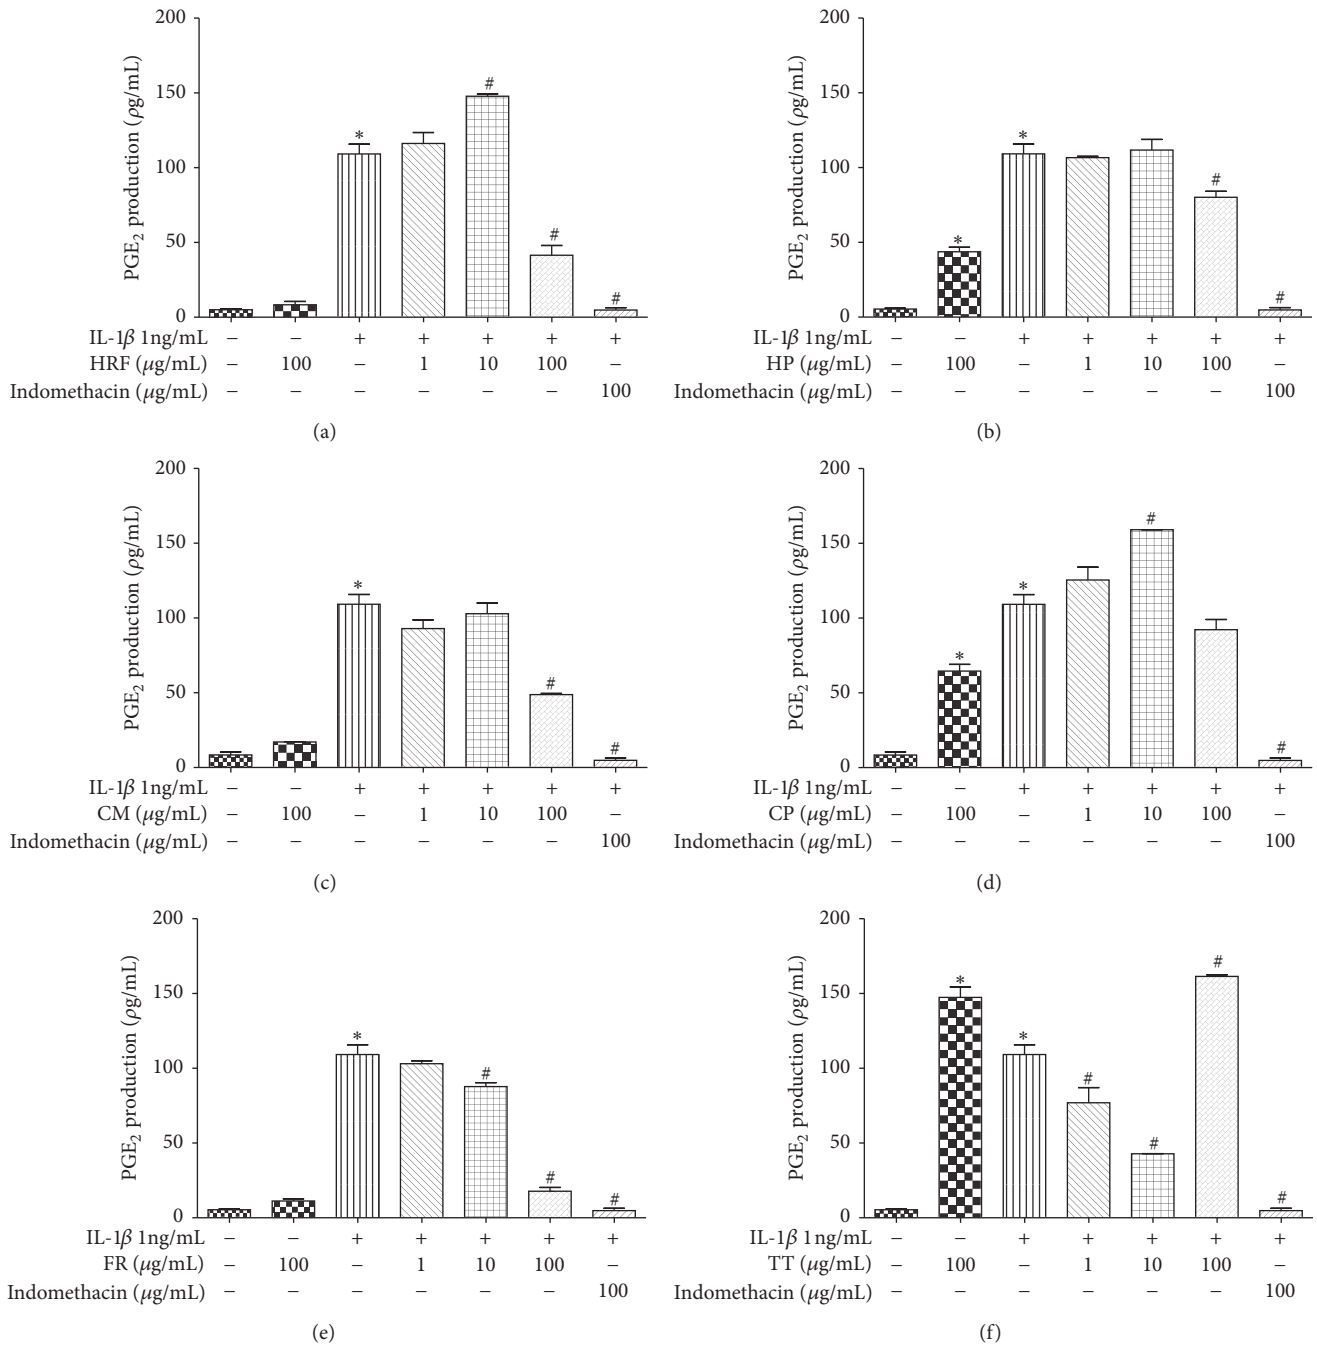 200
150
100
50
0
PGE2 production (ρg/mL)
* # # #
IL-1β 1ng/mL − − + + + + +
HRF (μg/mL) − 100 − 1 10 100 −
Indomethacin (μg/mL) − − − − − − 100
(a)
200
150
100
50
0
PGE2 production (ρg/mL)
* * # #
IL-1β 1ng/mL − − + + + + +
HP (μg/mL) − 100 − 1 10 100 −
Indomethacin (μg/mL) − − − − − − 100
(b)
200
150
100
50
0
PGE2 production (ρg/mL)
* # #
IL-1β 1ng/mL − − + + + + +
CM (μg/mL) − 100 − 1 10 100 −
Indomethacin (μg/mL) − − − − − − 100
(c)
200
150
100
50
0
PGE2 production (ρg/mL)
* * # #
IL-1β 1ng/mL − − + + + + +
CP (μg/mL) − 100 − 1 10 100 −
Indomethacin (μg/mL) − − − − − − 100
(d)
200
150
100
50
0
PGE2 production (ρg/mL)
* # # #
IL-1β 1ng/mL − − + + + + +
FR (μg/mL) − 100 − 1 10 100 −
Indomethacin (μg/mL) − − − − − − 100
(e)
200
150
100
50
0
PGE2 production (ρg/mL)
* * # # # #
IL-1β 1ng/mL − − + + + + +
TT (μg/mL) − 100 − 1 10 100 −
Indomethacin (μg/mL) − − − − − − 100
(f)